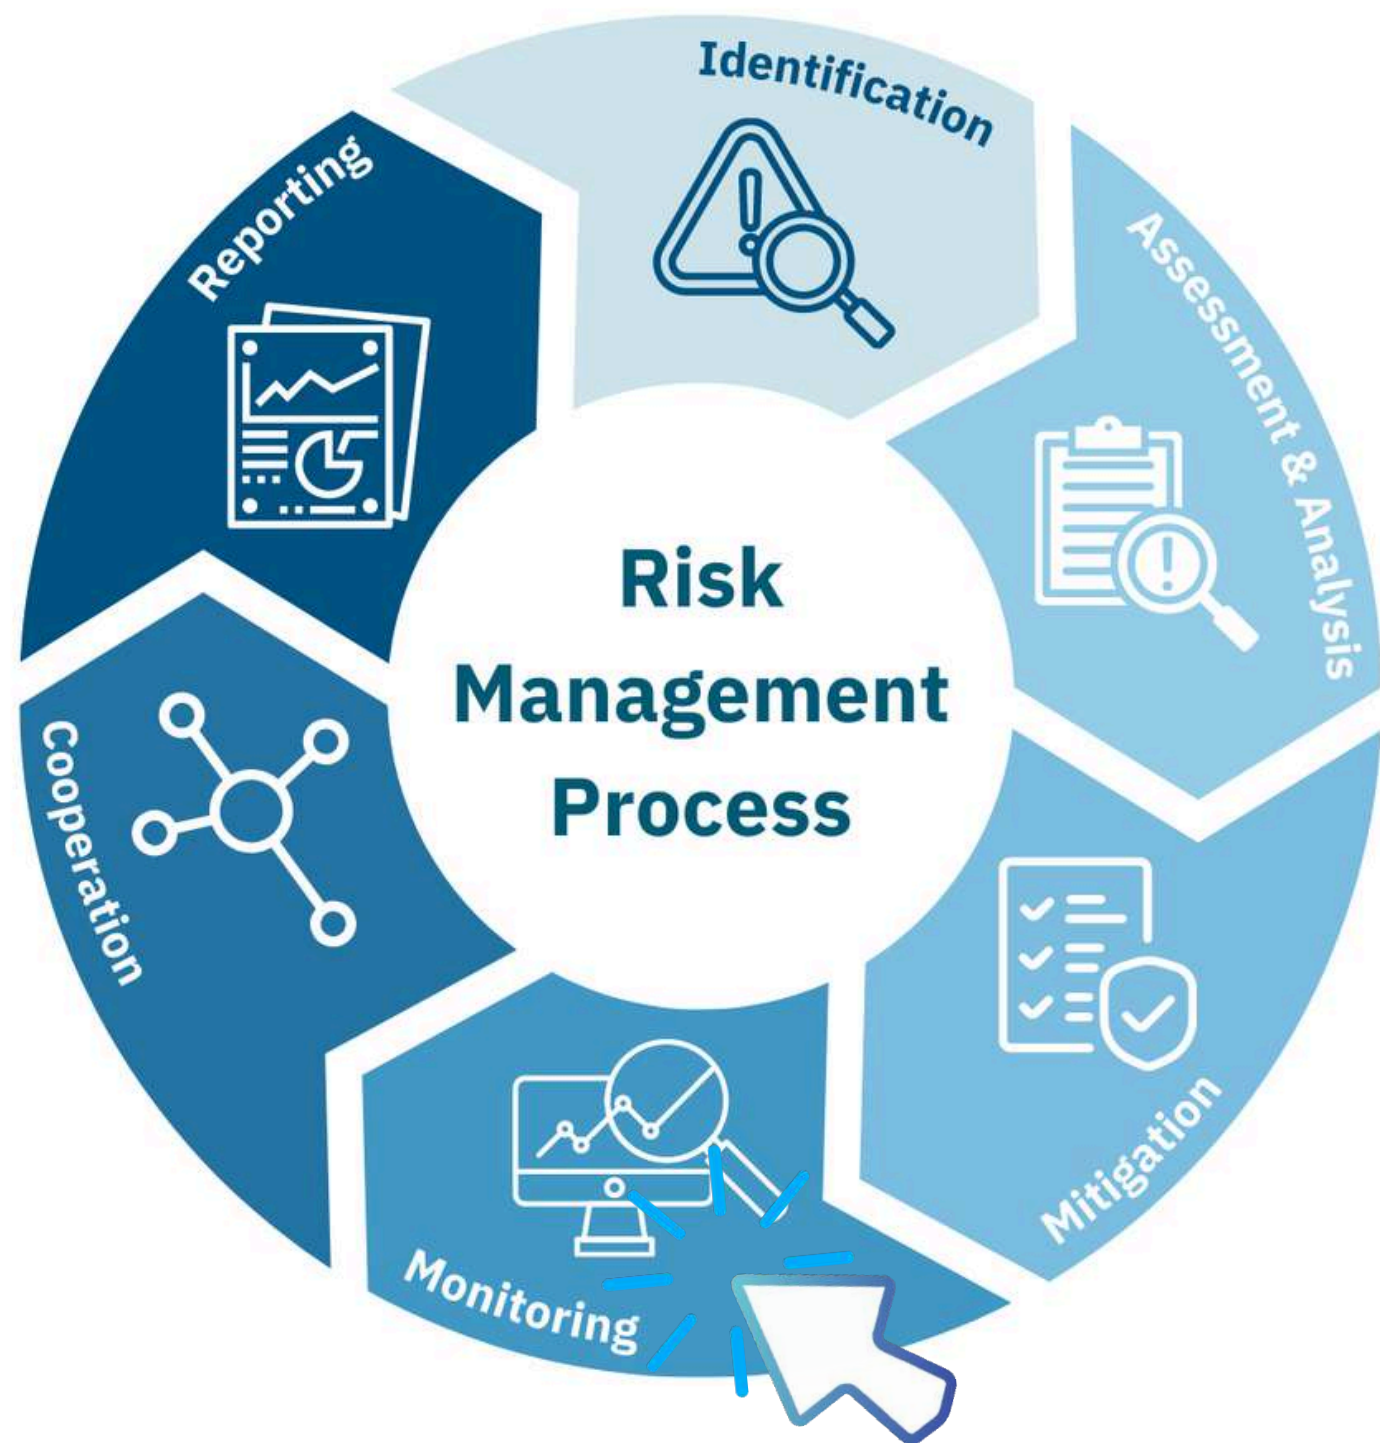 Identification
Assessment & Analysis
Mitigation
Monitoring
Cooperation
Reporting
Risk
Management
Process